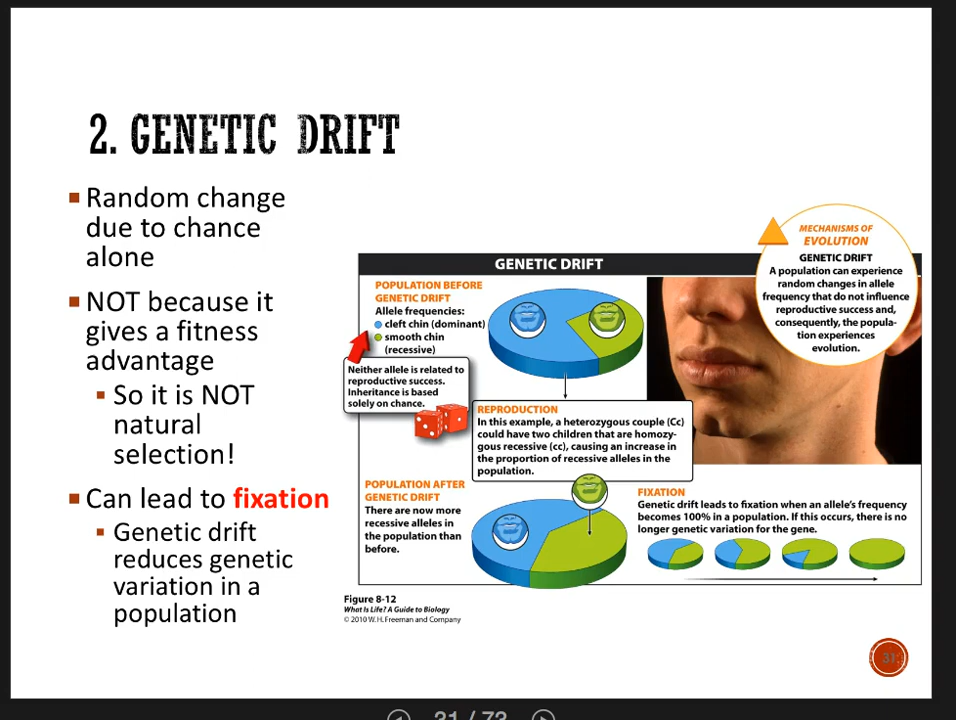 2. GENETIC DRIFT
▪ Random change
due to chance
alone
▪ NOT because it
gives a fitness
advantage
▪ So it is NOT
natural
selection!
▪ Can lead to fixation
▪ Genetic drift
reduces genetic
variation in a
population
GENETIC DRIFT
MECHANISMS OF
EVOLUTION
GENETIC DRIFT
A population can experience
random changes in allele
frequency that do not influence
reproductive success and,
consequently, the popula-
tion experiences
evolution.
POPULATION BEFORE
GENETIC DRIFT
Allele frequencies:
cleft chin (dominant)
smooth chin
(recessive)
Neither allele is related to
reproductive success.
Inheritance is based
solely on chance.
REPRODUCTION
In this example, a heterozygous couple (Cc)
could have two children that are homozy-
gous recessive (cc), causing an increase in
the proportion of recessive alleles in the
population.
POPULATION AFTER
GENETIC DRIFT
There are now more
recessive alleles in
the population than
before.
FIXATION
Genetic drift leads to fixation when an allele's frequency
becomes 100% in a population. If this occurs, there is no
longer genetic variation for the gene.
Figure 8-12
What Is Life? A Guide to Biology
© 2010 W. H. Freeman and Company
31 / 73